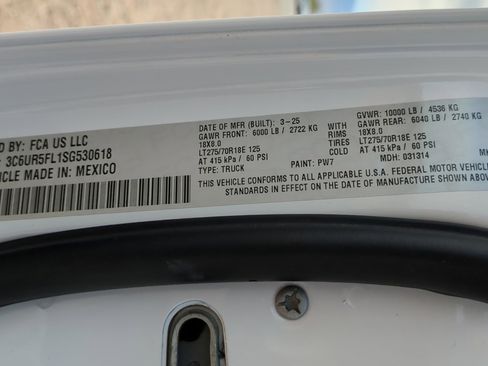 D BY: FCA US LLC
: 3C6UR5FL1SG530618
ICLE MADE IN: MEXICO
DATE OF MFR (BUILT): 3-25
GAWR FRONT: 6000 LB / 2722 KG WITH
18X8.0 RIMS
LT275/70R18E 125 TIRES
AT 415 kPa / 60 PSI
TYPE: TRUCK PAINT: PW7
GVWR: 10000 LB / 4536
GAWR REAR: 6040 LB / 2740 KG
18X8.0
LT275/70R18E 125
AT 415 kPa / 60 PSI
MDH: 031314
THIS VEHICLE CONFORMS TO ALL APPLICABLE U.S.A. FEDERAL MOTOR VEHICL
STANDARDS IN EFFECT ON THE DATE OF MANUFACTURE SHOWN ABOV